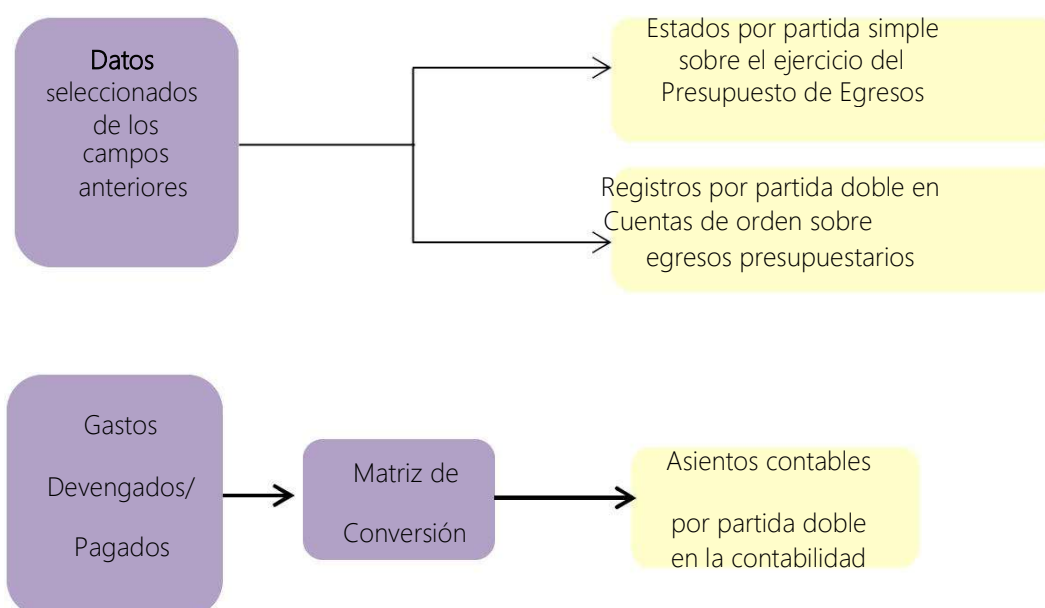 Datos
seleccionados
de los
campos
anteriores
Estados por partida simple
sobre el ejercicio del
Presupuesto de Egresos
Registros por partida doble en
Cuentas de orden sobre
egresos presupuestarios
Gastos
Devengados/
Pagados
Matriz de
Conversión
Asientos contables
por partida doble
en la contabilidad